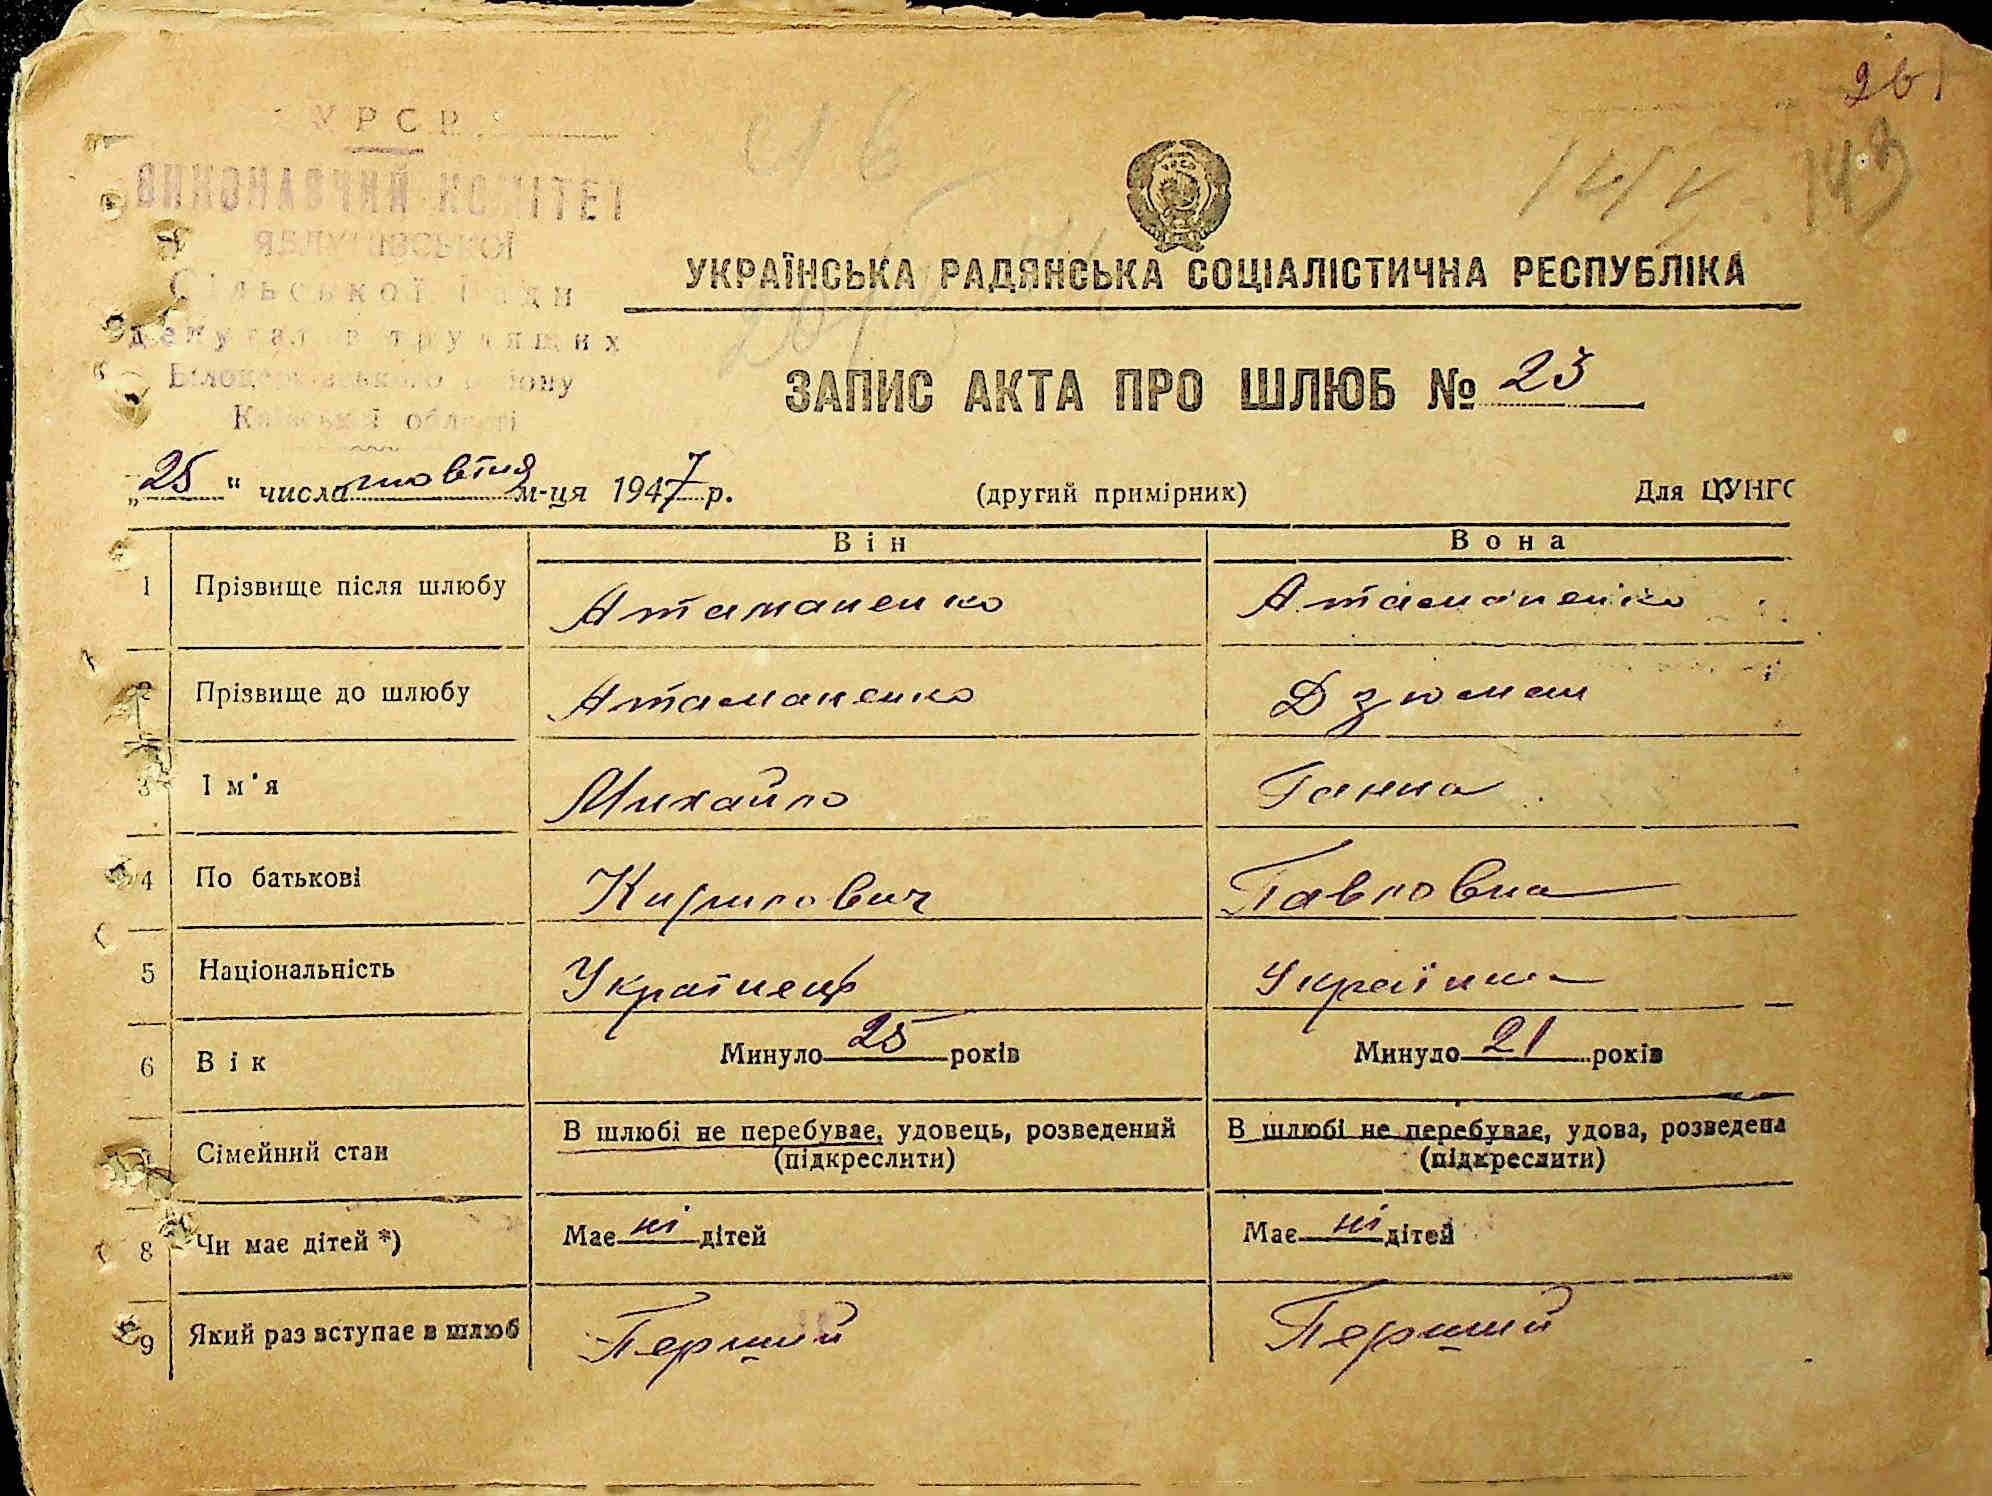 УРСР
ВИКОНАВЧИЙ КОМІТЕТ
ЯБЛУНІВСЬКОЇ
Сільської Ради
депутатів трудящих
Білоцерківського району
Київської області
261
143
УКРАЇНСЬКА РАДЯНСЬКА СОЦІАЛІСТИЧНА РЕСПУБЛІКА
ЗАПИС АКТА ПРО ШЛЮБ № 23
„25“ числа жовтня м-ця 1947 р. (другий примірник) Для ЦУНГС
Він Вона
1 Прізвище після шлюбу Атаманенко Атаманенко
2 Прізвище до шлюбу Атаманенко Дзюман
3 Ім'я Михайло Ганна
4 По батькові Кирилович Павловна
5 Національність Українець Українка
6 Вік Минуло 25 років Минуло 21 років
Сімейний стан В шлюбі не перебуває, удовець, розведений (підкреслити) В шлюбі не перебуває, удова, розведена (підкреслити)
8 Чи має дітей *) Має ні дітей Має ні дітей
9 Який раз вступає в шлюб Перший Перший